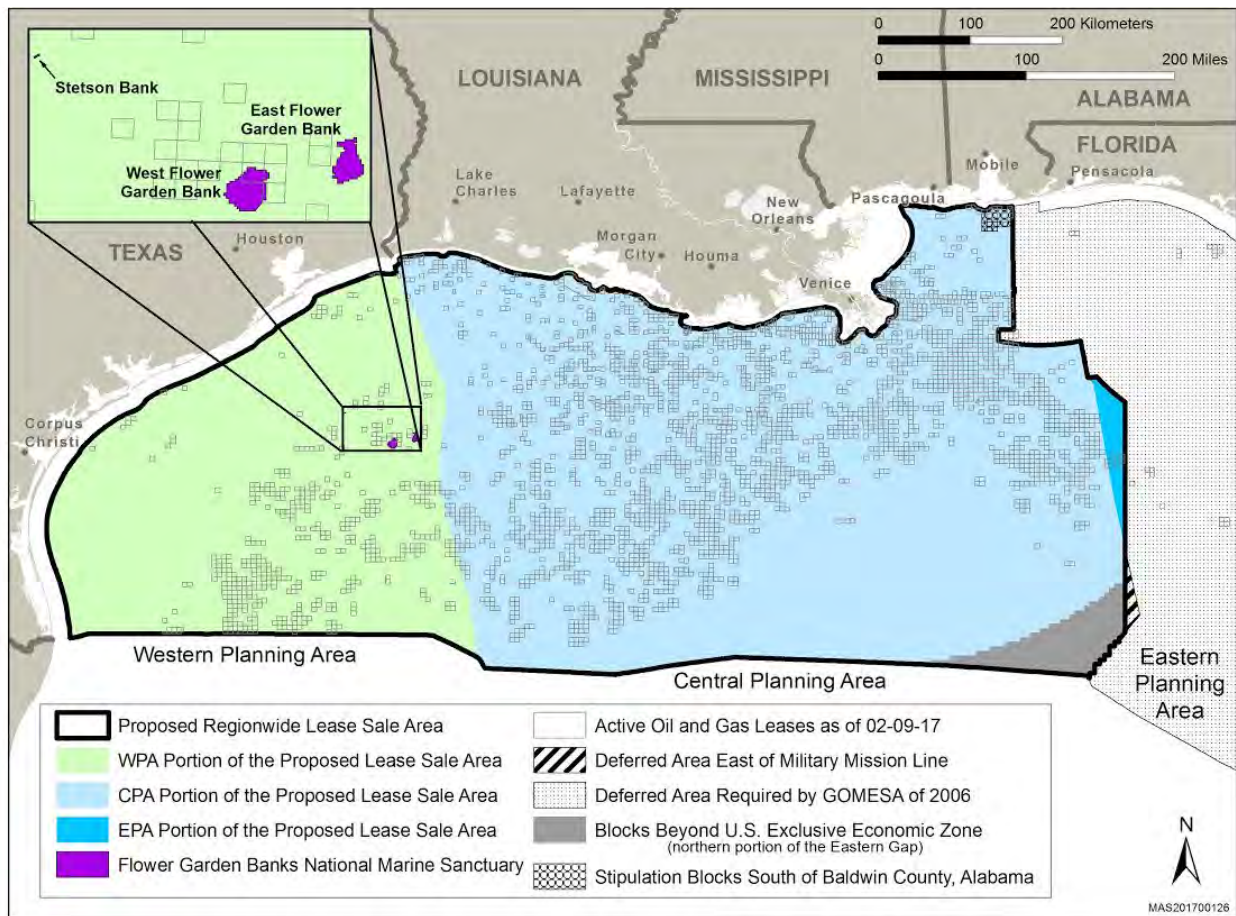 0 100 200 Kilometers
0 100 200 Miles
LOUISIANA
MISSISSIPPI
ALABAMA
FLORIDA
TEXAS
Stetson Bank
East Flower
Garden Bank
West Flower
Garden Bank
Houston
Lake
Charles
Lafayette
New
Orleans
Morgan
City
Houma
Venice
Pascagoula
Mobile
Pensacola
Corpus
Christi
Western Planning Area
Central Planning Area
Eastern
Planning
Area
Proposed Regionwide Lease Sale Area
WPA Portion of the Proposed Lease Sale Area
CPA Portion of the Proposed Lease Sale Area
EPA Portion of the Proposed Lease Sale Area
Flower Garden Banks National Marine Sanctuary
Active Oil and Gas Leases as of 02-09-17
Deferred Area East of Military Mission Line
Deferred Area Required by GOMESA of 2006
Blocks Beyond U.S. Exclusive Economic Zone
(northern portion of the Eastern Gap)
Stipulation Blocks South of Baldwin County, Alabama
N
MAS201700126